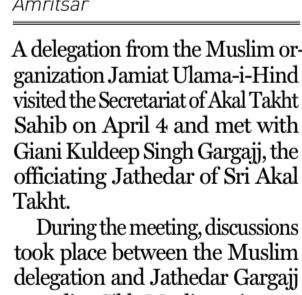 Amritsar
A delegation from the Muslim or-
ganization Jamiat Ulama-i-Hind
visited the Secretariat of Akal Takht
Sahib on April 4 and met with
Giani Kuldeep Singh Gargajj, the
officiating Jathedar of Sri Akal
Takht.
During the meeting, discussions
took place between the Muslim
delegation and Jathedar Gargajj